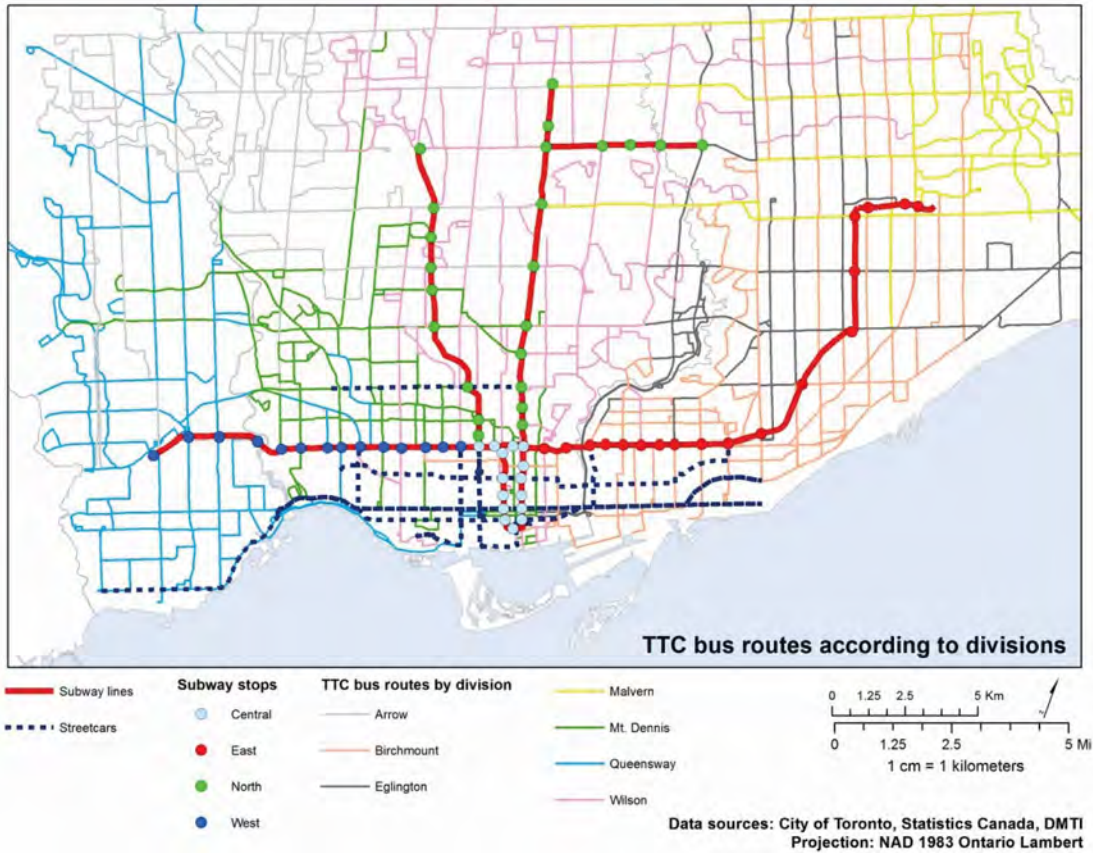 TTC bus routes according to divisions
Subway lines
Streetcars
Subway stops
Central
East
North
West
TTC bus routes by division
Arrow
Birchmount
Eglington
Malvern
Mt. Dennis
Queensway
Wilson
0 1.25 2.5 5 Km
0 1.25 2.5 5 Mi
1 cm = 1 kilometers
Data sources: City of Toronto, Statistics Canada, DMTI
Projection: NAD 1983 Ontario Lambert